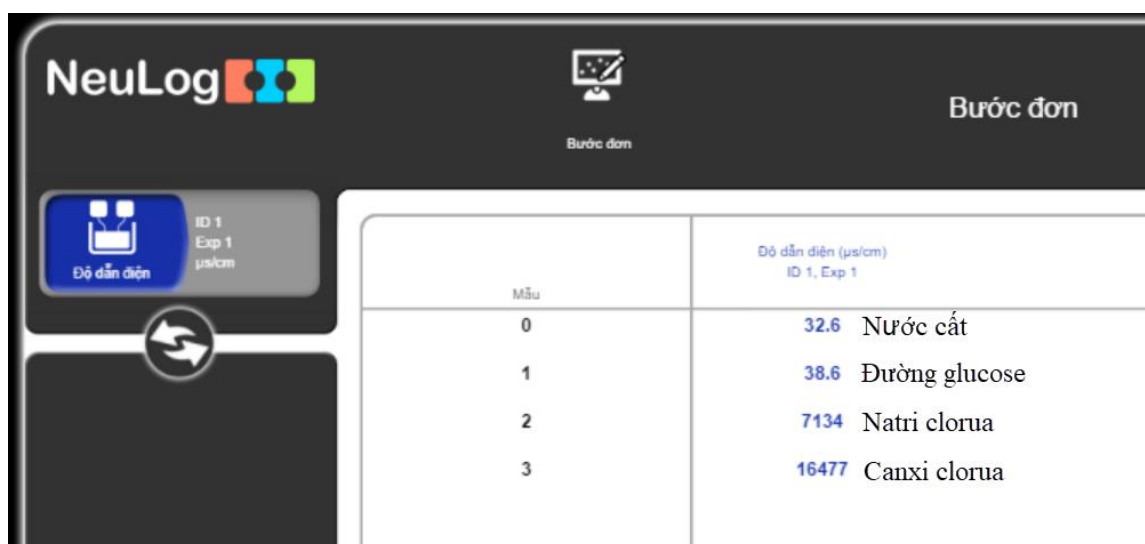 NeuLog
Bước đơn
Bước đơn
Độ dẫn điện
ID 1
Exp 1
µs/cm
Mẫu
Độ dẫn điện (µs/cm)
ID 1, Exp 1
0 32.6 Nước cất
1 38.6 Đường glucose
2 7134 Natri clorua
3 16477 Canxi clorua